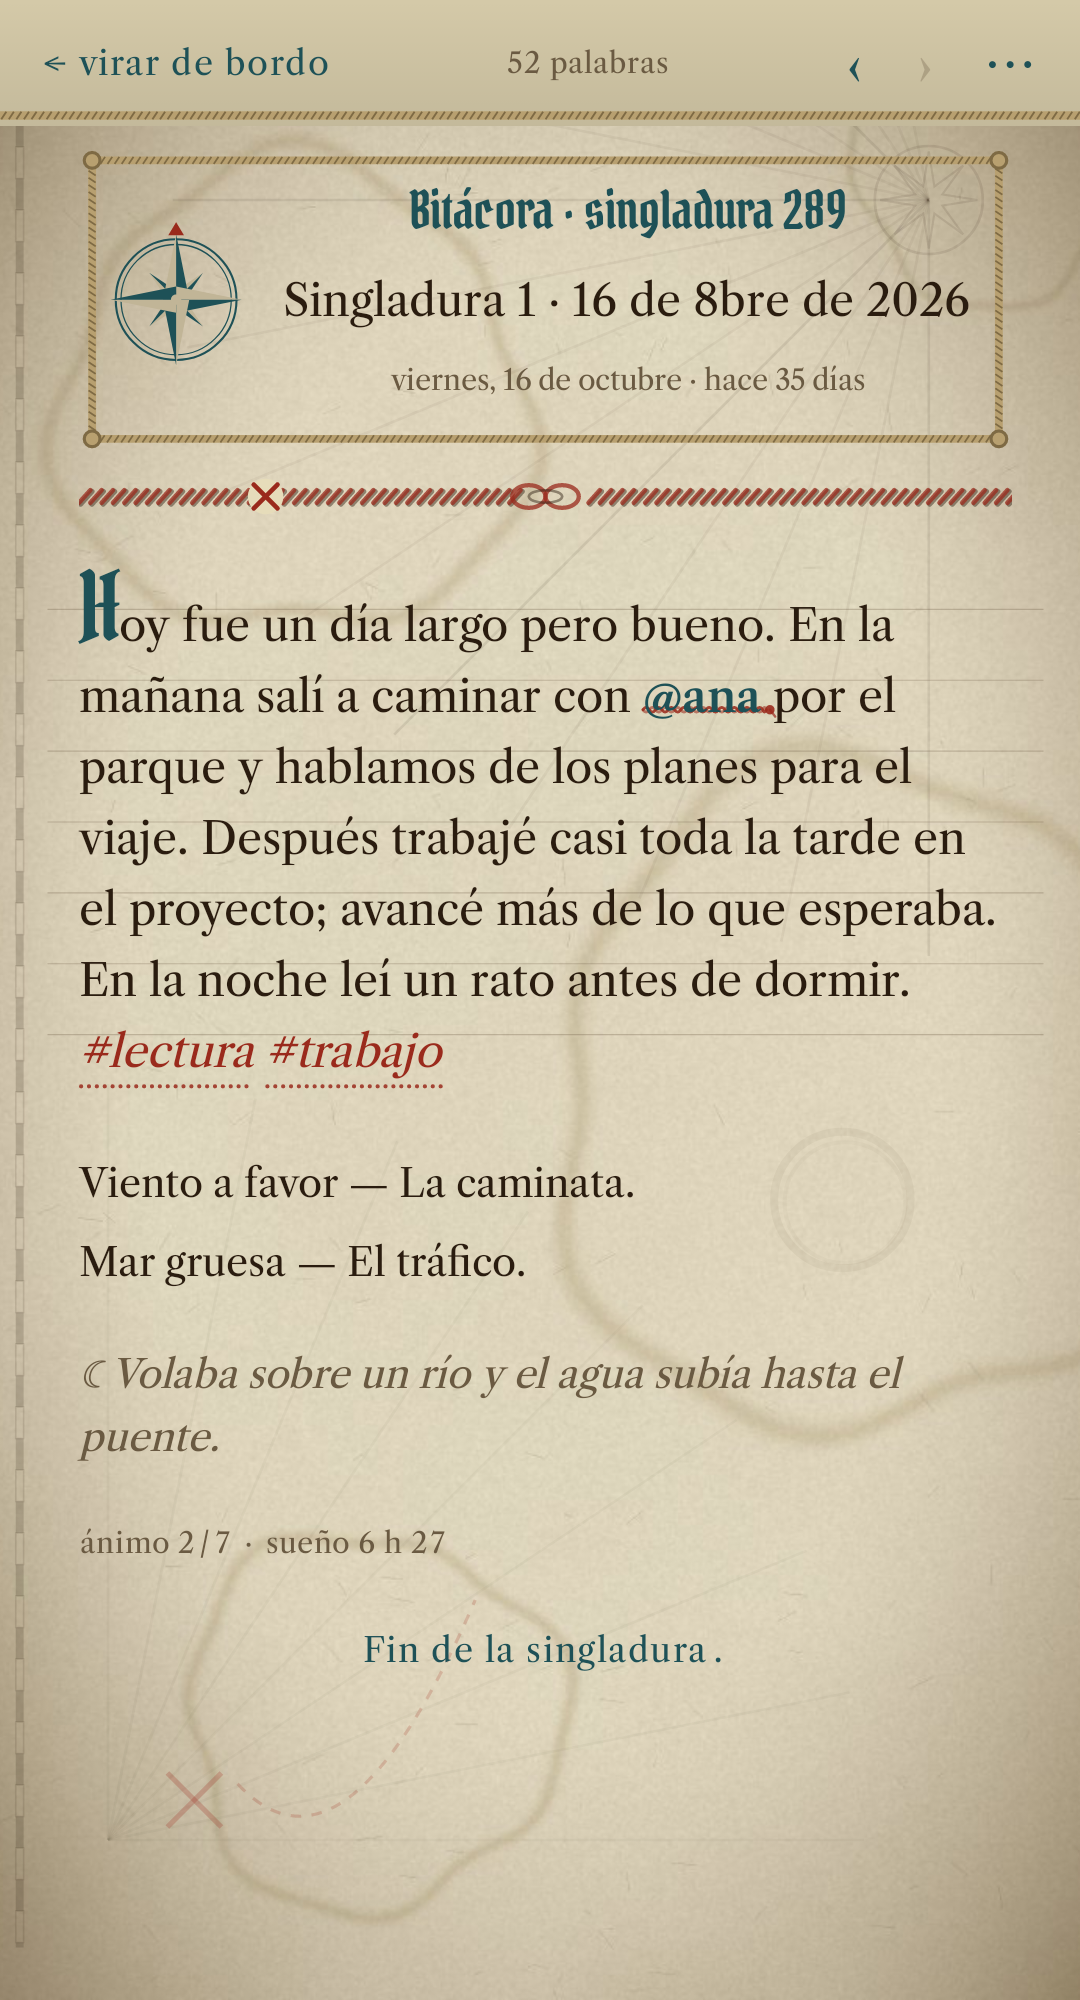 virar de bordo
52 palabras
Bitácora · singladura 289
Singladura 1 · 16 de 8bre de 2026
viernes, 16 de octubre · hace 35 días
Hoy fue un día largo pero bueno. En la
mañana salí a caminar con @ana por el
parque y hablamos de los planes para el
viaje. Después trabajé casi toda la tarde en
el proyecto; avancé más de lo que esperaba.
En la noche leí un rato antes de dormir.
#lectura #trabajo
Viento a favor — La caminata.
Mar gruesa — El tráfico.
☾ Volaba sobre un río y el agua subía hasta el
puente.
ánimo 2/7 · sueño 6 h 27
Fin de la singladura.